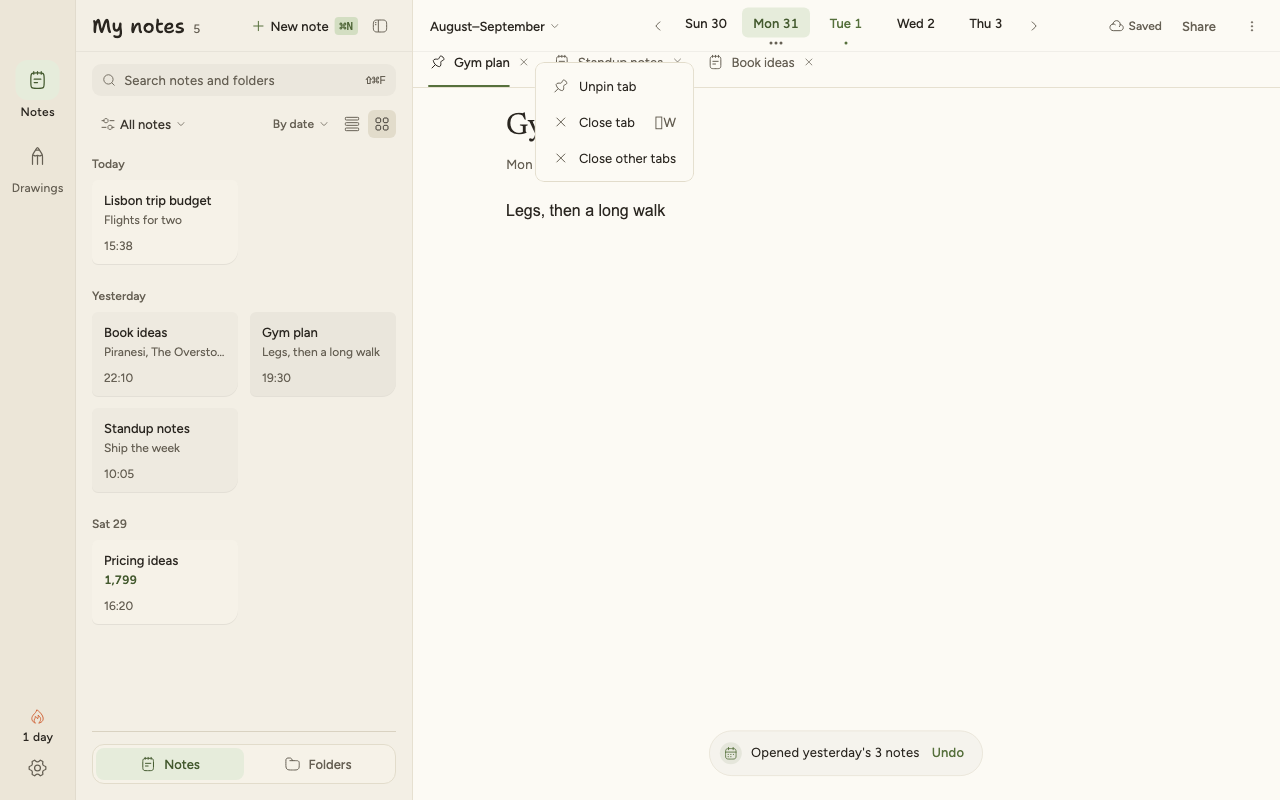 My notes 5
New note ⌘N
August–September
Sun 30
Mon 31
Tue 1
Wed 2
Thu 3
Saved
Share
Notes
Drawings
Search notes and folders ⇧⌘F
All notes
By date
Today
Lisbon trip budget
Flights for two
15:38
Yesterday
Book ideas
Piranesi, The Oversto...
22:10
Gym plan
Legs, then a long walk
19:30
Standup notes
Ship the week
10:05
Sat 29
Pricing ideas
1,799
16:20
1 day
Notes
Folders
Gym plan
Standup notes
Book ideas
Unpin tab
Close tab W
Close other tabs
Gy
Mon
Legs, then a long walk
Opened yesterday's 3 notes Undo